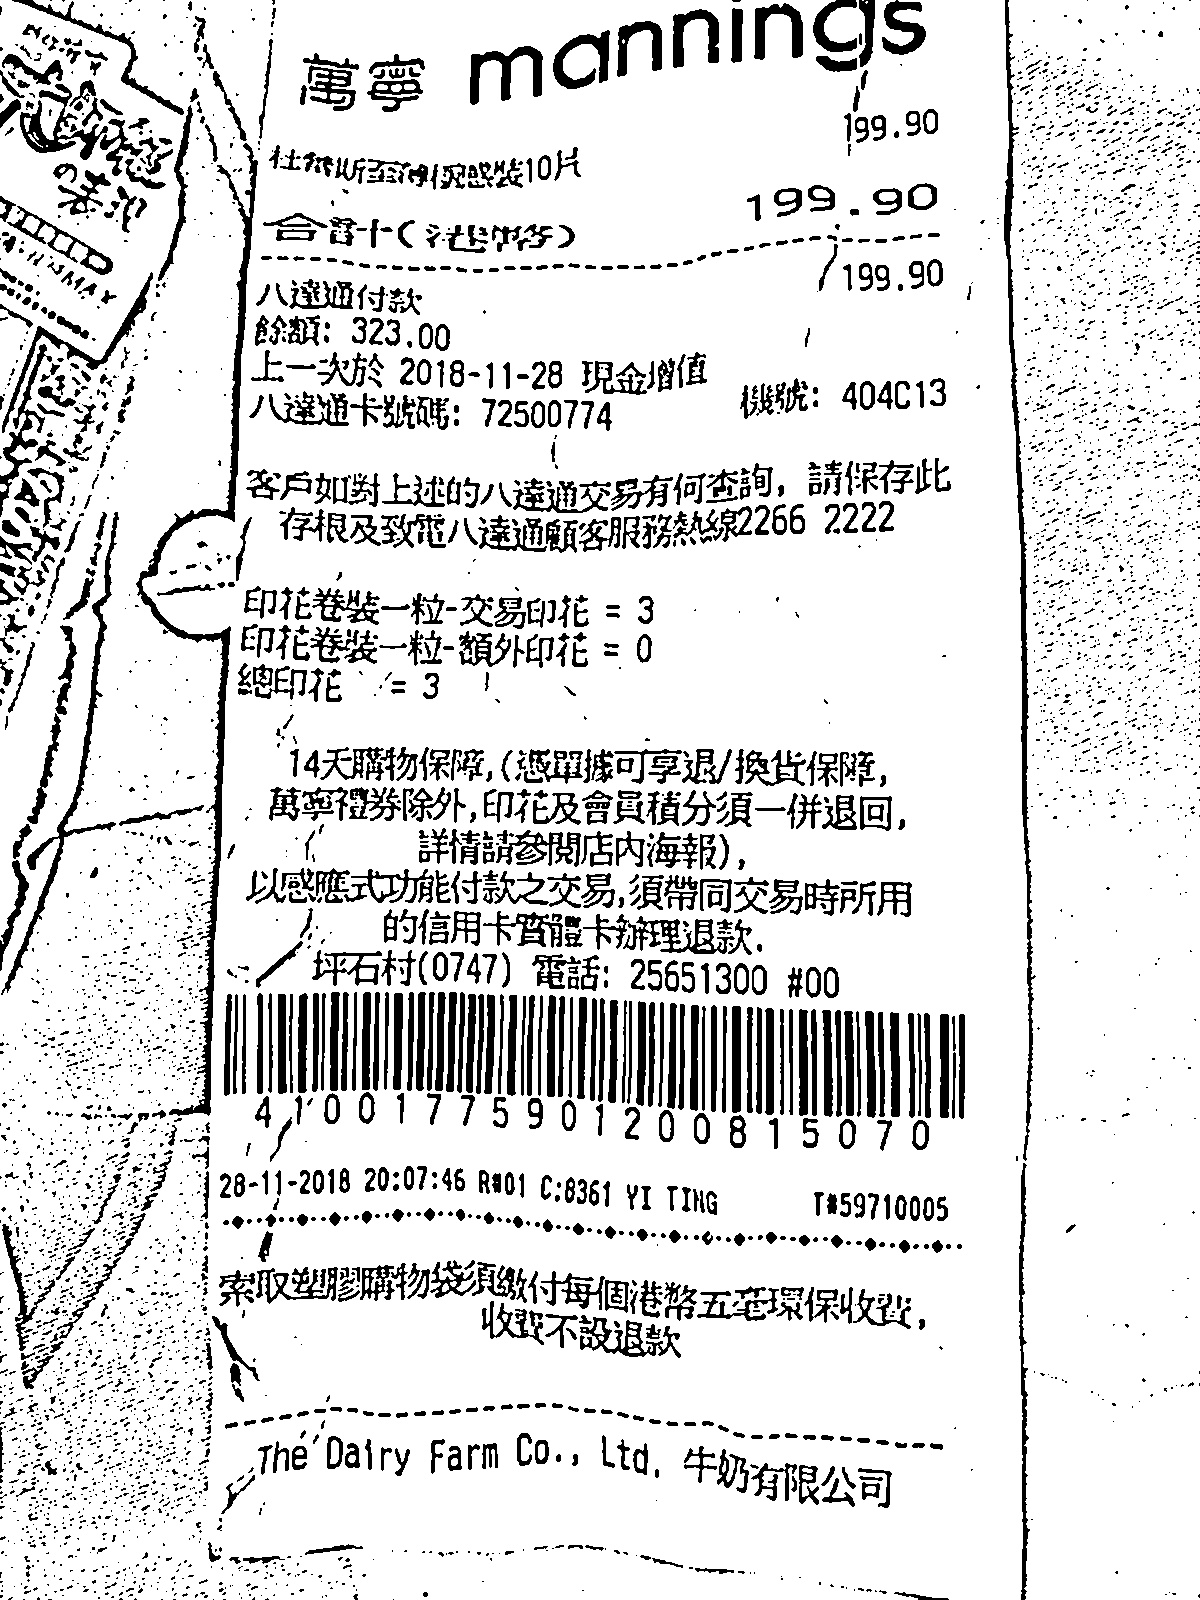 萬寧 mannings
199.90
裝10片
合計(港幣) 199.90
八達通付款 199.90
餘額: 323.00
上一次於 2018-11-28 現金增值
八達通卡號碼: 72500774 機號: 404C13
客戶如對上述的八達通交易有何查詢, 請保存此
存根及致電八達通顧客服務熱線2266 2222
印花卷裝一粒-交易印花 = 3
印花卷裝一粒-額外印花 = 0
總印花 = 3
14天購物保障,(憑單據可享退/換貨保障,
萬寧禮券除外,印花及會員積分須一併退回,
詳情請參閱店內海報),
以感應式功能付款之交易,須帶同交易時所用
的信用卡實體卡辦理退款.
坪石村(0747) 電話: 25651300 #00
41001775901200815070
28-11-2018 20:07:46 R#01 C:8361 YI TING T#59710005
索取塑膠購物袋須繳付每個港幣五毫環保收費,
收費不設退款
The Dairy Farm Co., Ltd. 牛奶有限公司